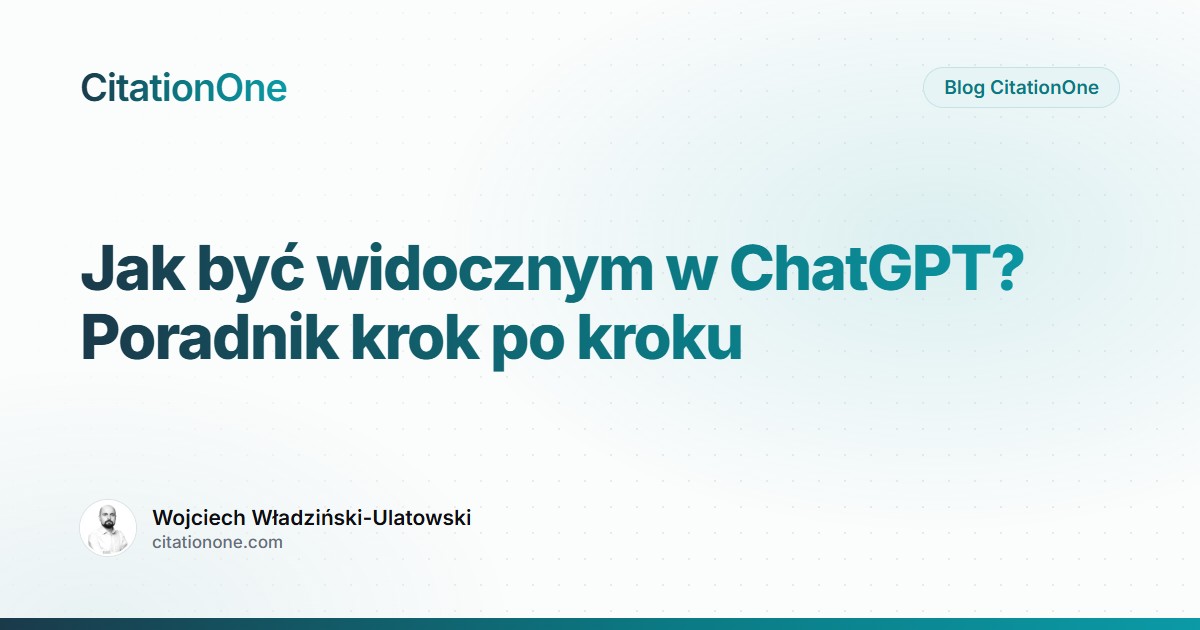 CitationOne
Blog CitationOne
Jak być widocznym w ChatGPT?
Poradnik krok po kroku
Wojciech Władziński-Ulatowski
citationone.com